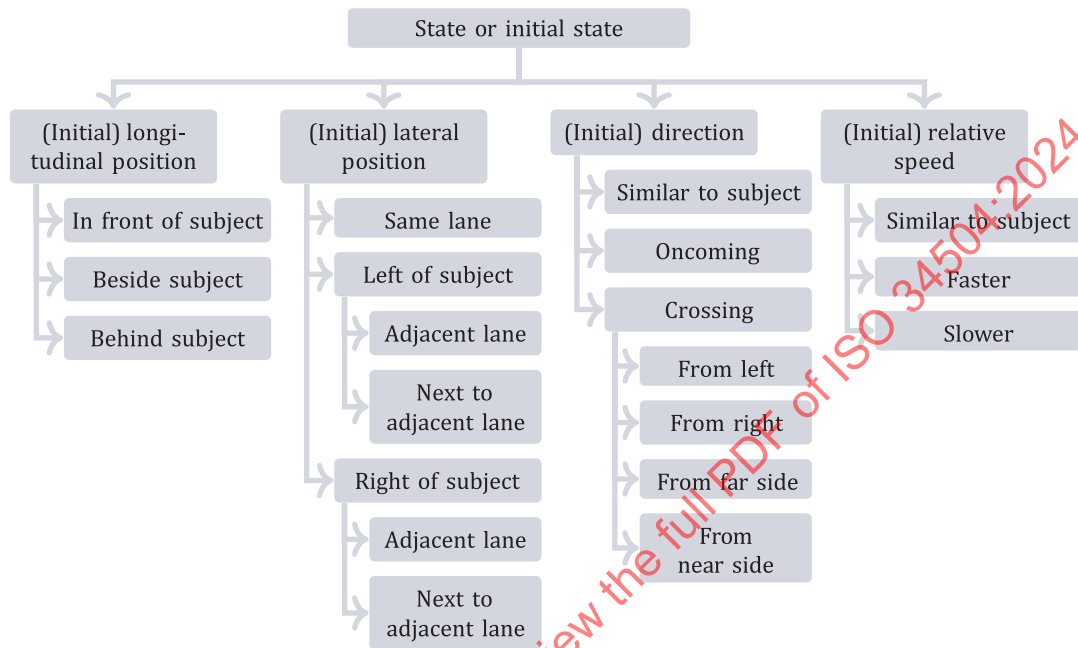 State or initial state
(Initial) longi-
tudinal position
In front of subject
Beside subject
Behind subject
(Initial) lateral
position
Same lane
Left of subject
Adjacent lane
Next to
adjacent lane
Right of subject
Adjacent lane
Next to
adjacent lane
(Initial) direction
Similar to subject
Oncoming
Crossing
From left
From right
From far side
From
near side
(Initial) relative
speed
Similar to subject
Faster
Slower
view the full PDF of ISO 34504:2024